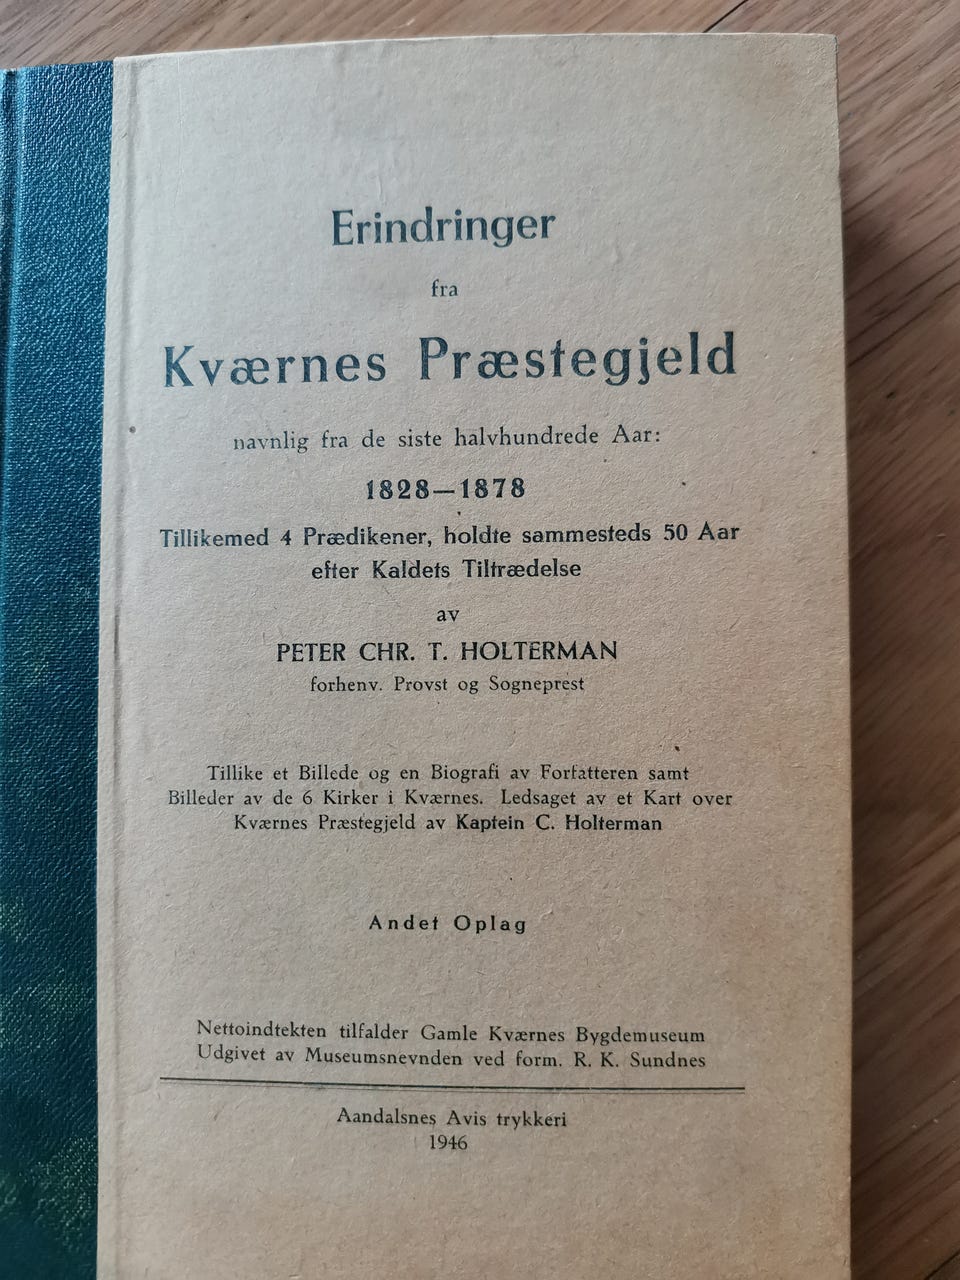 Erindringer
fra
Kværnes Præstegjeld
navnlig fra de siste halvhundrede Aar:
1828—1878
Tillikemed 4 Prædikener, holdte sammesteds 50 Aar
efter Kaldets Tiltrædelse
av
PETER CHR. T. HOLTERMAN
forhenv. Provst og Sogneprest
Tillike et Billede og en Biografi av Forfatteren samt
Billeder av de 6 Kirker i Kværnes. Ledsaget av et Kart over
Kværnes Præstegjeld av Kaptein C. Holterman
Andet Oplag
Nettoindtekten tilfalder Gamle Kværnes Bygdemuseum
Udgivet av Museumsnevnden ved form. R. K. Sundnes
Aandalsnes Avis trykkeri
1946